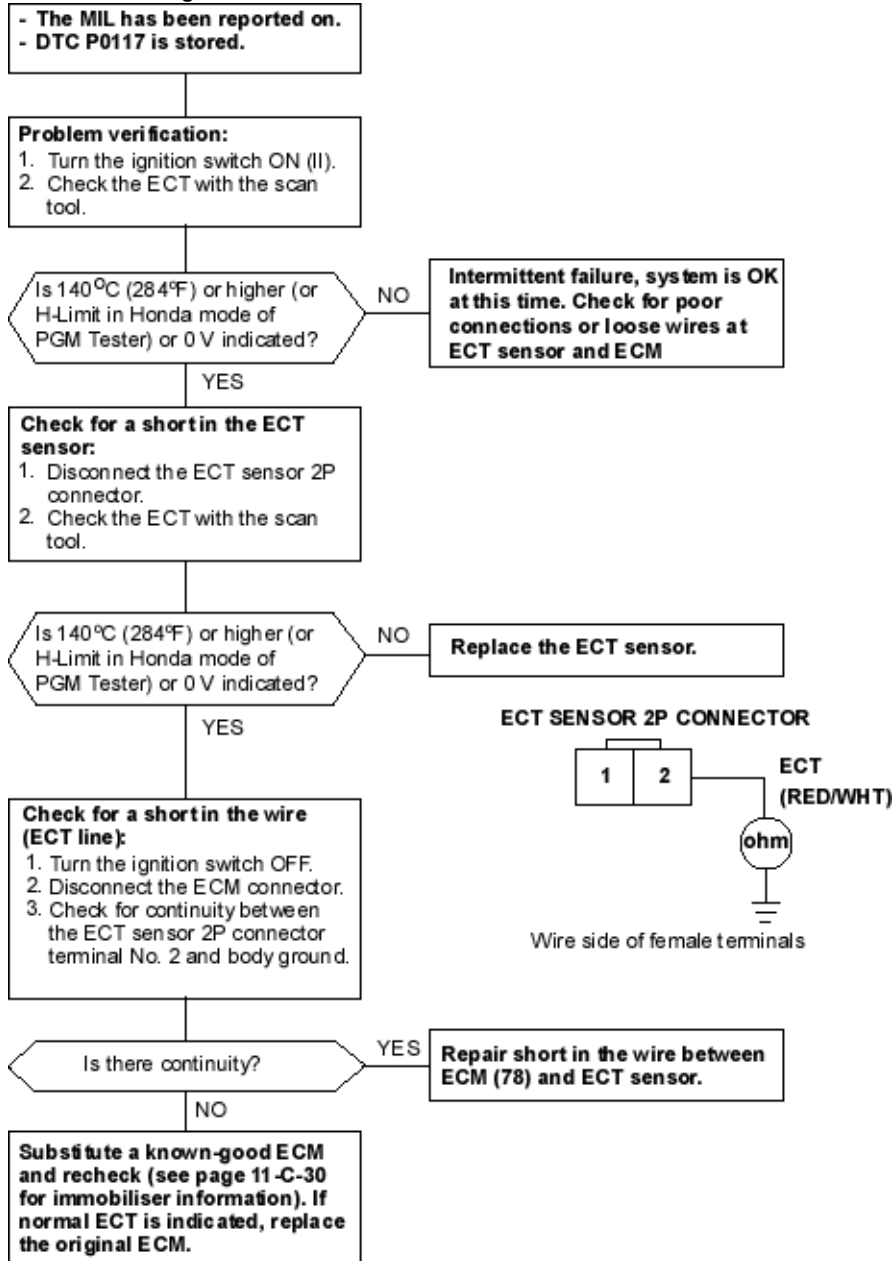 - The MIL has been reported on.
- DTC P0117 is stored.
Problem verification:
1. Turn the ignition switch ON (II).
2. Check the ECT with the scan
tool.
Is 140ºC (284ºF) or higher (or
H-Limit in Honda mode of
PGM Tester) or 0 V indicated?
NO
Intermittent failure, system is OK
at this time. Check for poor
connections or loose wires at
ECT sensor and ECM
YES
Check for a short in the ECT
sensor:
1. Disconnect the ECT sensor 2P
connector.
2. Check the ECT with the scan
tool.
Is 140ºC (284ºF) or higher (or
H-Limit in Honda mode of
PGM Tester) or 0 V indicated?
NO
Replace the ECT sensor.
YES
ECT SENSOR 2P CONNECTOR
1 2
ECT
(RED/WHT)
ohm
Wire side of female terminals
Check for a short in the wire
(ECT line):
1. Turn the ignition switch OFF.
2. Disconnect the ECM connector.
3. Check for continuity between
the ECT sensor 2P connector
terminal No. 2 and body ground.
Is there continuity?
YES
Repair short in the wire between
ECM (78) and ECT sensor.
NO
Substitute a known-good ECM
and recheck (see page 11-C-30
for immobiliser information). If
normal ECT is indicated, replace
the original ECM.